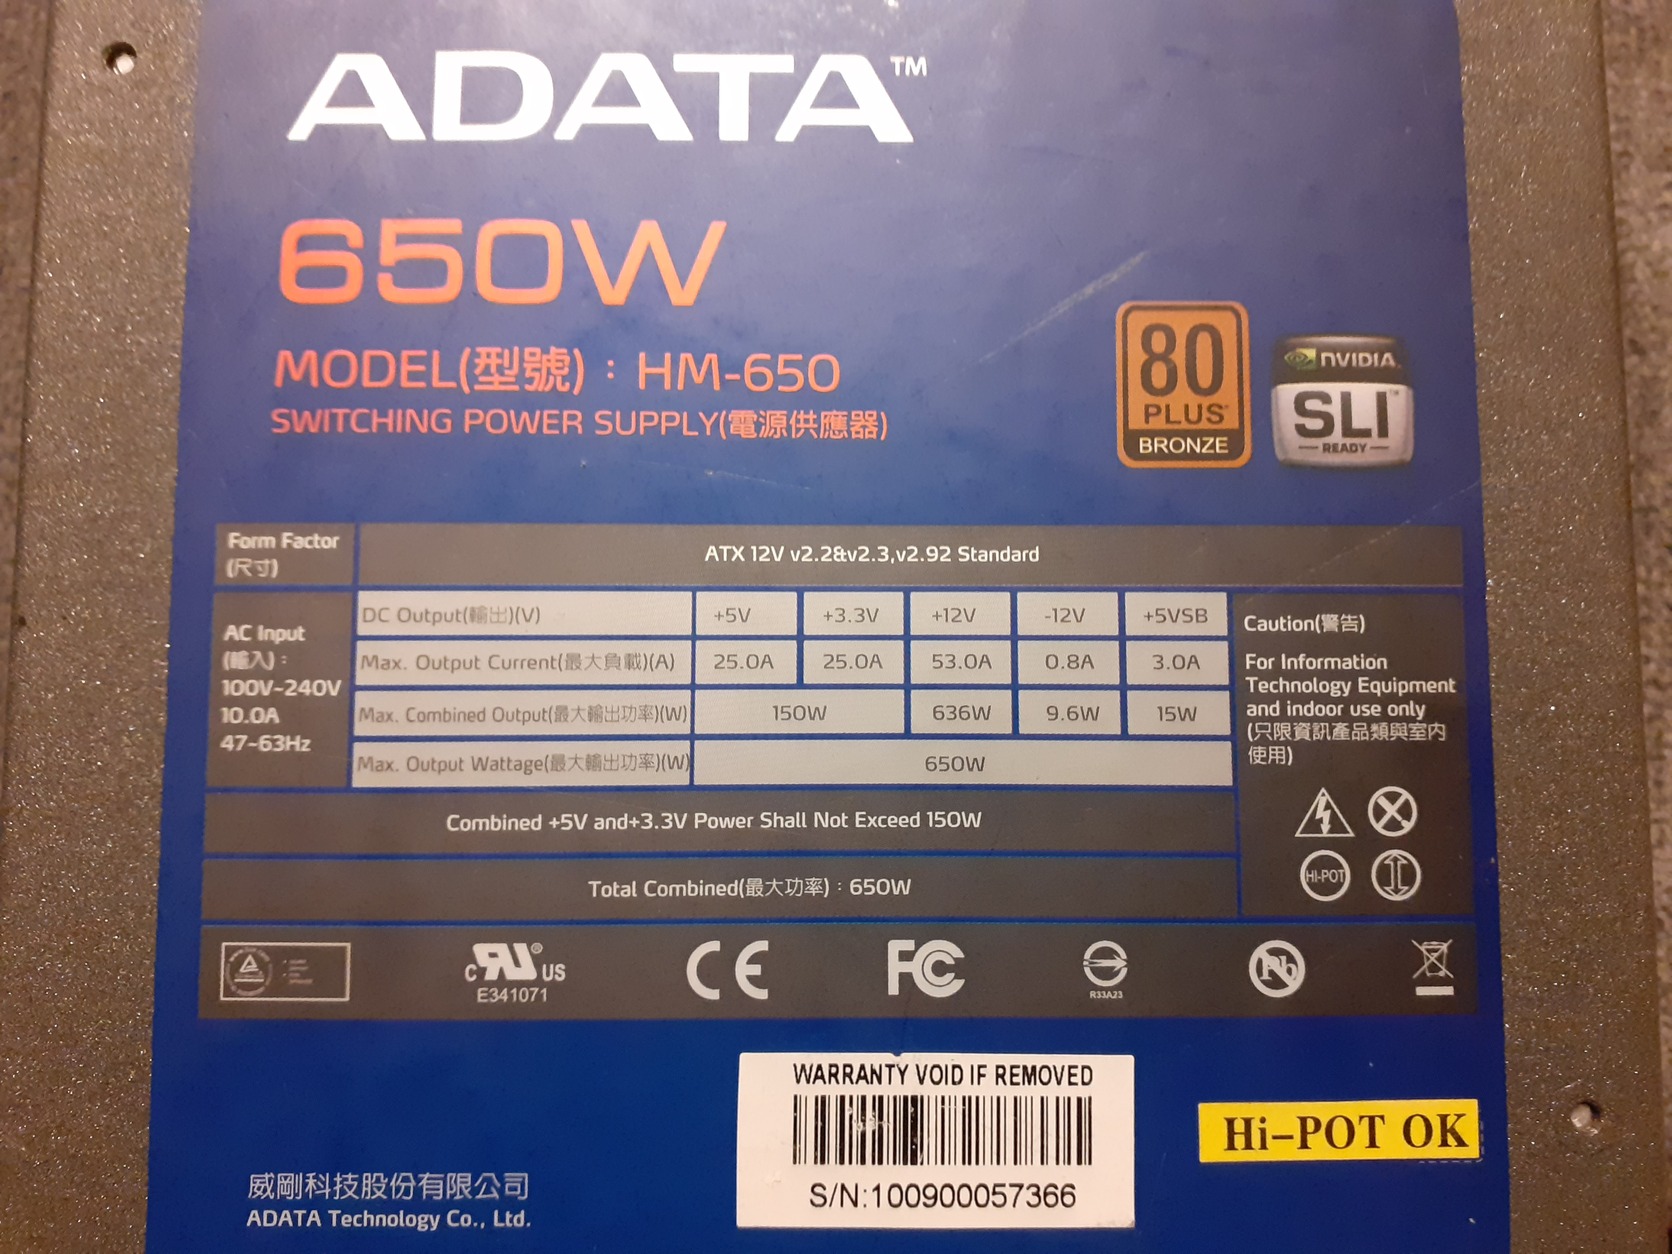 ADATA™
650W
MODEL(型號)：HM-650
SWITCHING POWER SUPPLY(電源供應器)
80
PLUS
BRONZE
NVIDIA
SLI™
READY
Form Factor
(尺寸)
ATX 12V v2.2&v2.3,v2.92 Standard
AC Input
(輸入)：
100V~240V
10.0A
47~63Hz
DC Output(輸出)(V) +5V +3.3V +12V -12V +5VSB
Max. Output Current(最大負載)(A) 25.0A 25.0A 53.0A 0.8A 3.0A
Max. Combined Output(最大輸出功率)(W) 150W 636W 9.6W 15W
Max. Output Wattage(最大輸出功率)(W) 650W
Combined +5V and+3.3V Power Shall Not Exceed 150W
Total Combined(最大功率)：650W
Caution(警告)
For Information
Technology Equipment
and indoor use only
(只限資訊產品類與室內
使用)
HI-POT
C RU® US
E341071
CE
FC
R33A23
Pb
WARRANTY VOID IF REMOVED
S/N:100900057366
Hi-POT OK
威剛科技股份有限公司
ADATA Technology Co., Ltd.